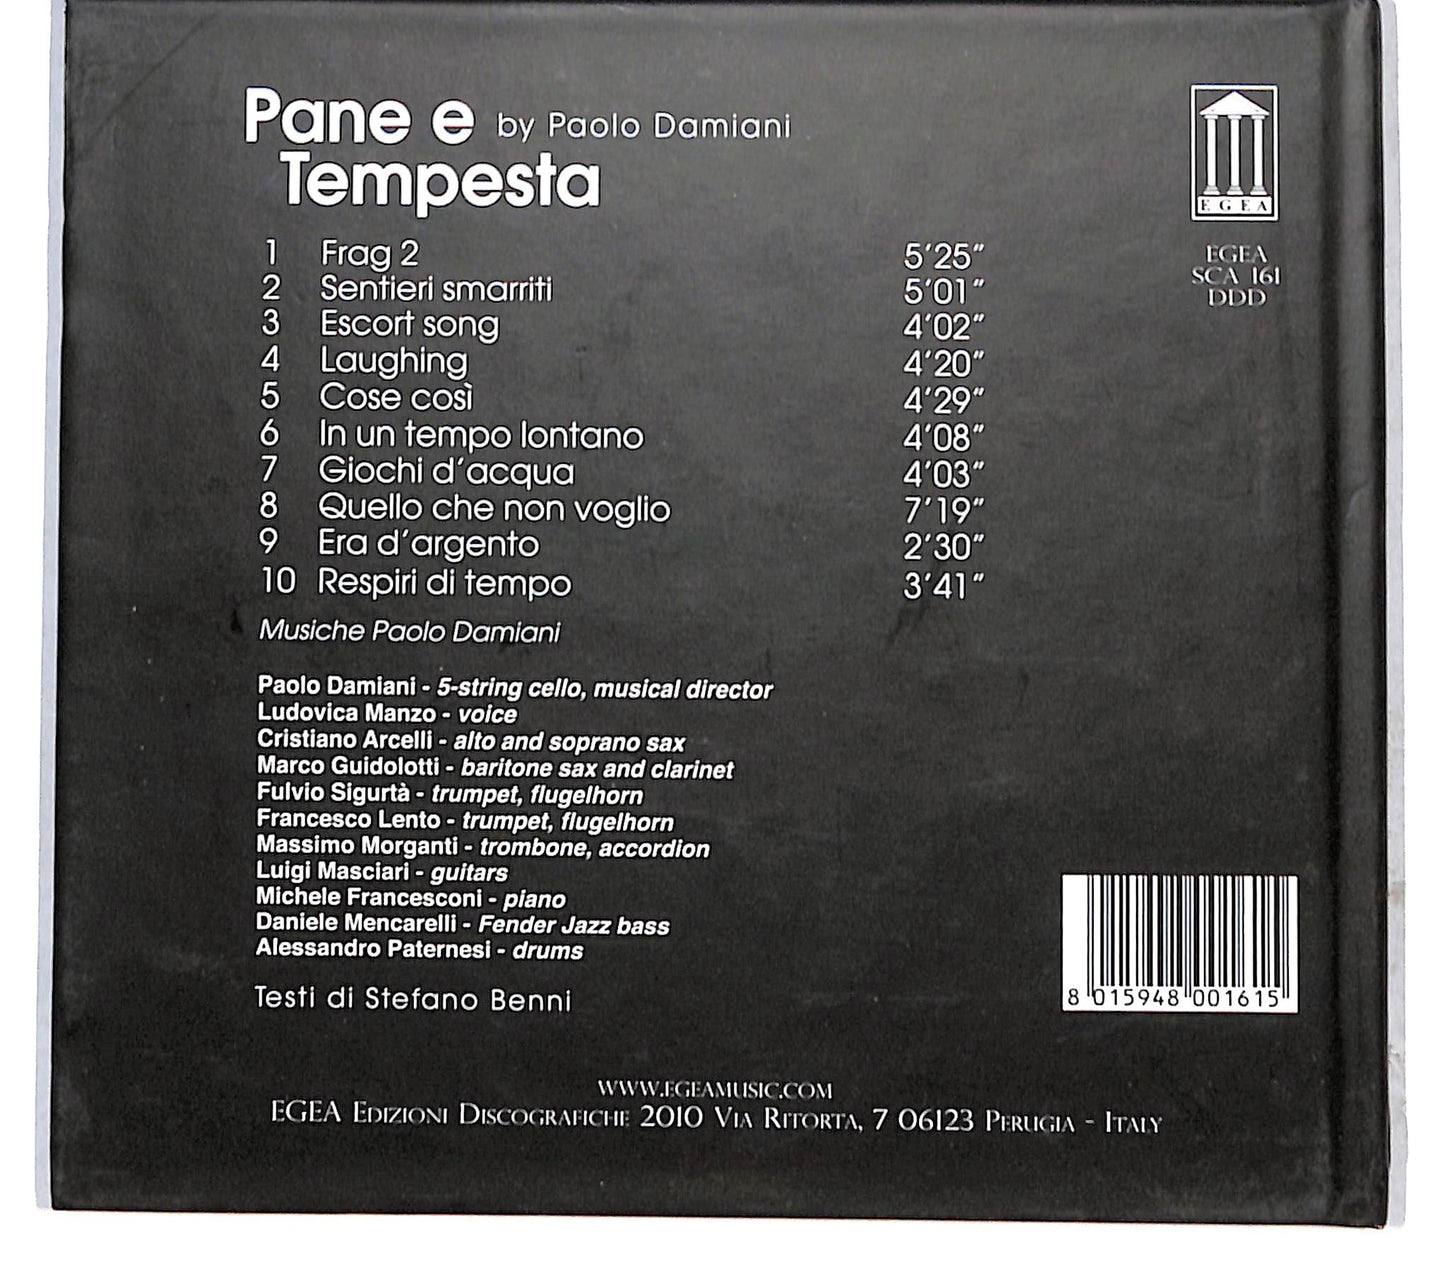 Pane e by Paolo Damiani
Tempesta
EGEA
EGEA
SCA 161
DDD
1 Frag 2 5'25"
2 Sentieri smarriti 5'01"
3 Escort song 4'02"
4 Laughing 4'20"
5 Cose così 4'29"
6 In un tempo lontano 4'08"
7 Giochi d'acqua 4'03"
8 Quello che non voglio 7'19"
9 Era d'argento 2'30"
10 Respiri di tempo 3'41"
Musiche Paolo Damiani
Paolo Damiani - 5-string cello, musical director
Ludovica Manzo - voice
Cristiano Arcelli - alto and soprano sax
Marco Guidolotti - baritone sax and clarinet
Fulvio Sigurtà - trumpet, flugelhorn
Francesco Lento - trumpet, flugelhorn
Massimo Morganti - trombone, accordion
Luigi Masciari - guitars
Michele Francesconi - piano
Daniele Mencarelli - Fender Jazz bass
Alessandro Paternesi - drums
Testi di Stefano Benni
8 015948 001615
WWW.EGEAMUSIC.COM
EGEA EDIZIONI DISCOGRAFICHE 2010 VIA RITORTA, 7 06123 PERUGIA - ITALY